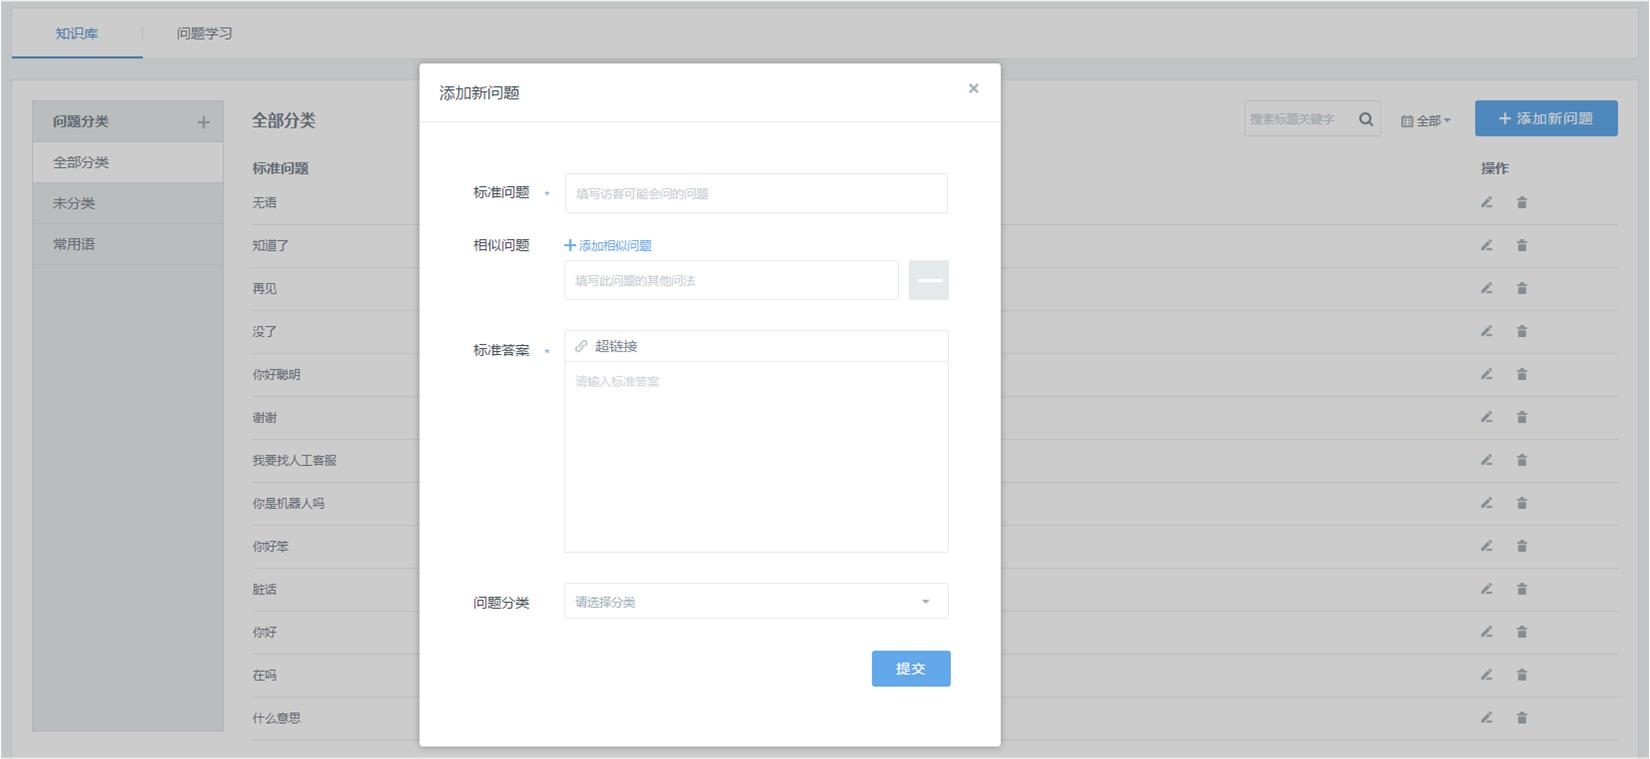 知识库
问题学习
添加新问题
×
问题分类 +
全部分类
未分类
常用语
全部分类
搜索标题关键字
全部
+ 添加新问题
标准问题
操作
无语
知道了
再见
没了
你好聪明
谢谢
我要找人工客服
你是机器人吗
你好笨
脏话
你好
在吗
什么意思
标准问题 *
填写访客可能会问的问题
相似问题
+添加相似问题
填写此问题的其他问法
标准答案 *
超链接
请输入标准答案
问题分类
请选择分类
提交